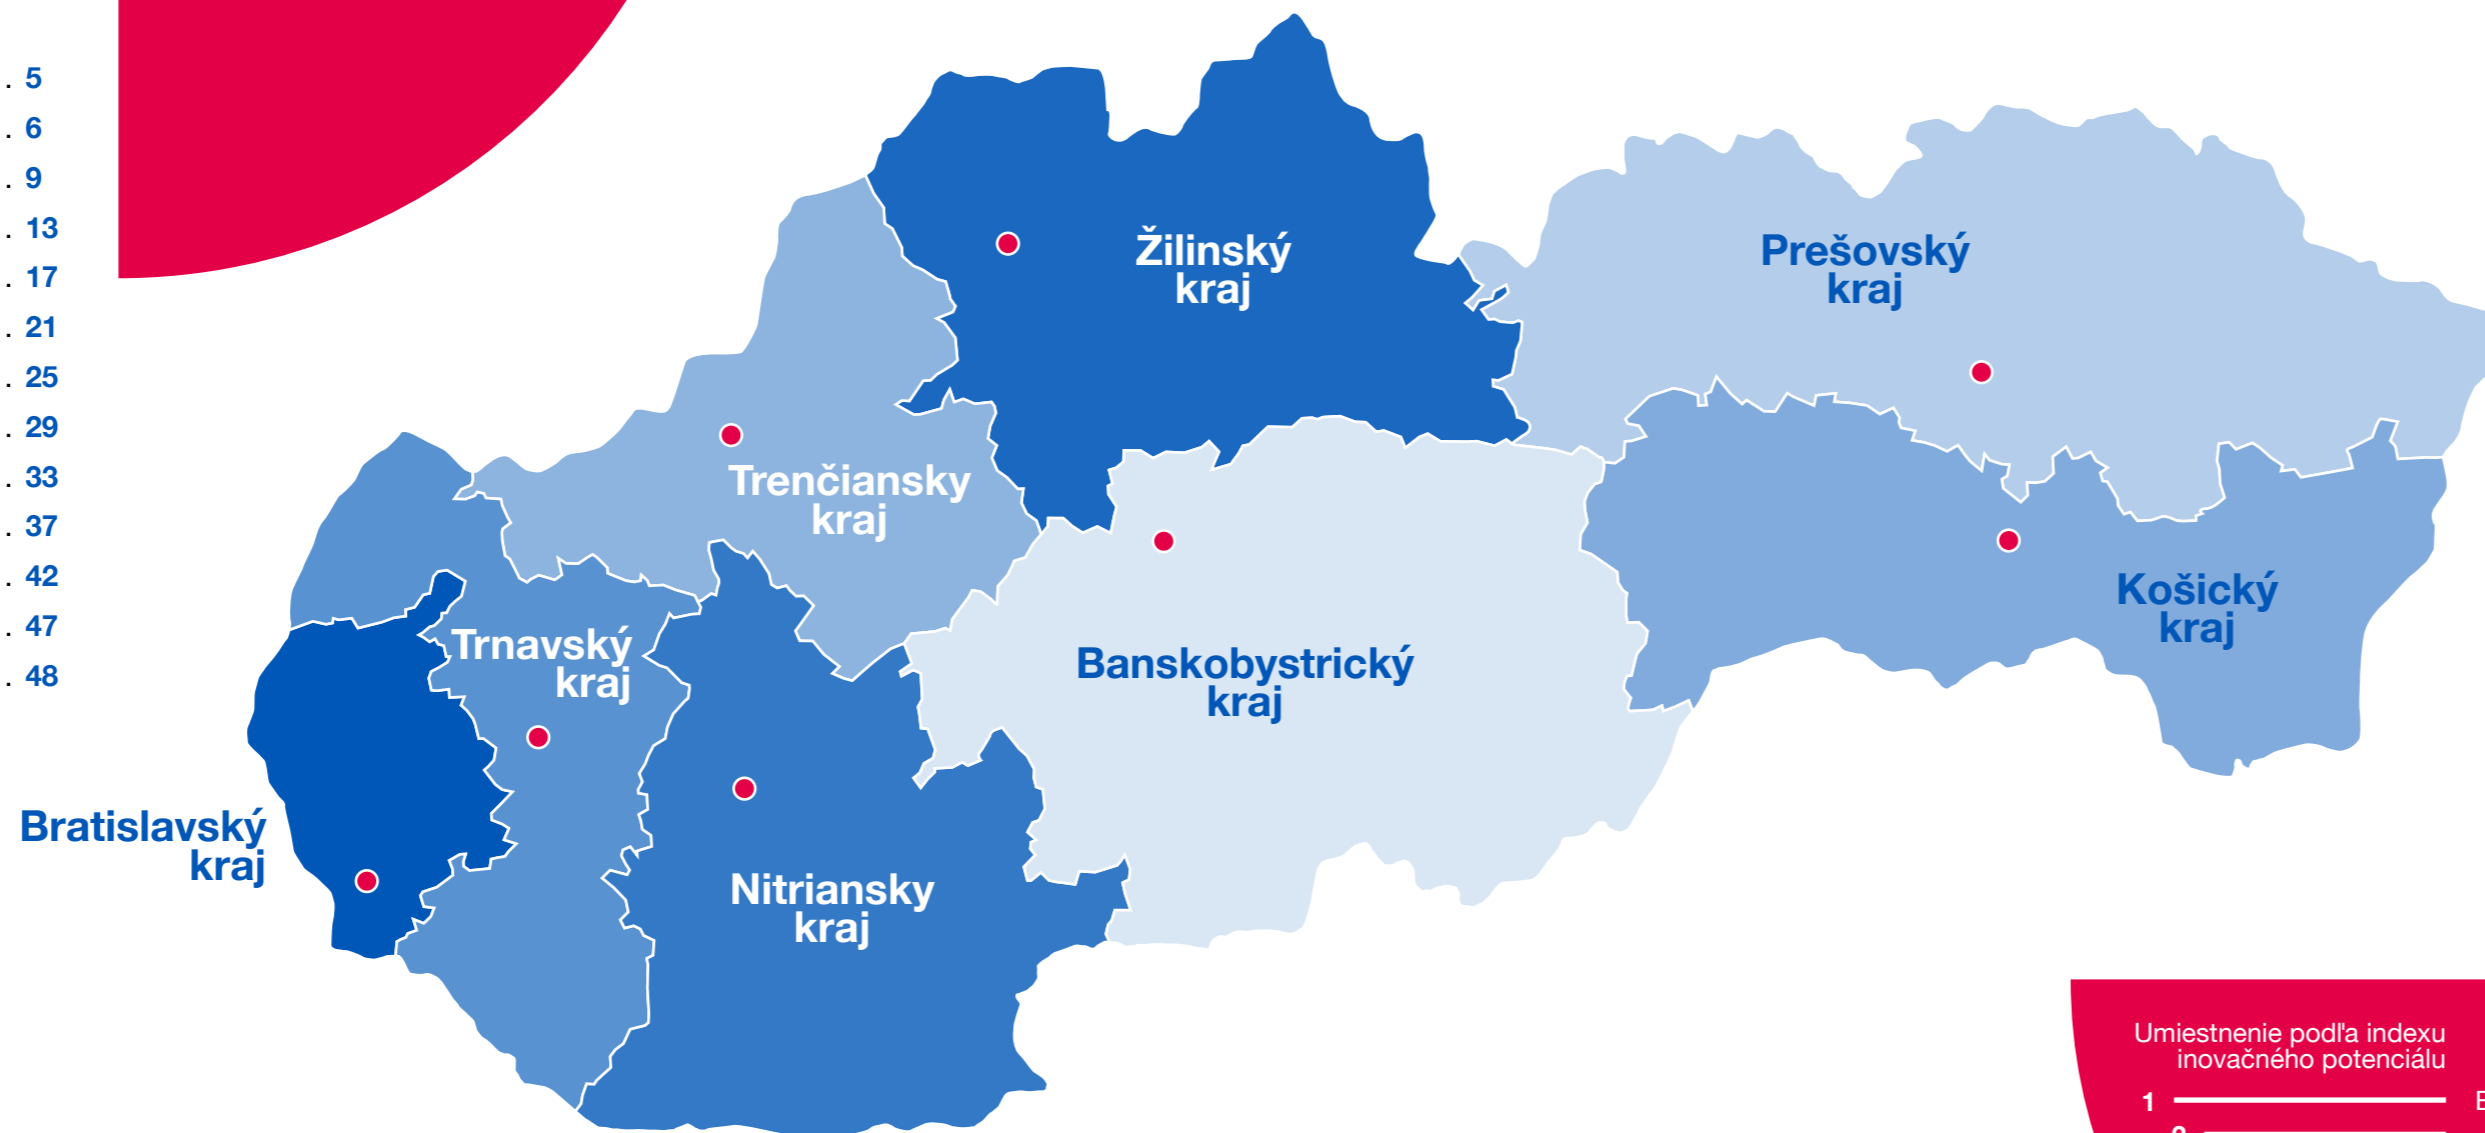 . 5
. 6
. 9
. 13
. 17
. 21
. 25
. 29
. 33
. 37
. 42
. 47
. 48
Žilinský
kraj
Prešovský
kraj
Trenčiansky
kraj
Košický
kraj
Trnavský
kraj
Banskobystrický
kraj
Bratislavský
kraj
Nitriansky
kraj
Umiestnenie podľa indexu
inovačného potenciálu
1